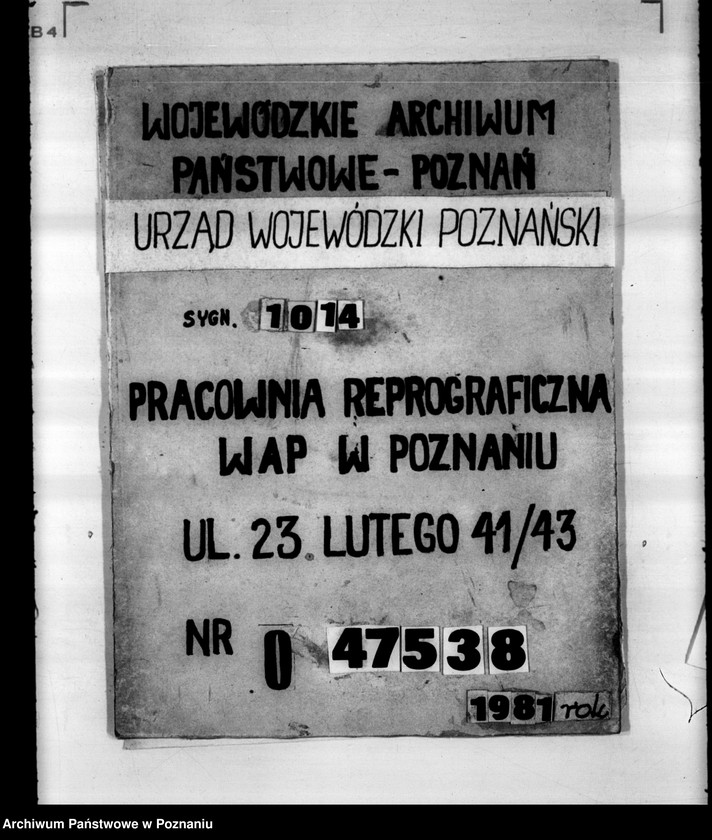 B4
WOJEWÓDZKIE ARCHIWUM
PAŃSTWOWE - POZNAŃ
URZĄD WOJEWÓDZKI POZNAŃSKI
SYGN. 1014
PRACOWNIA REPROGRAFICZNA
WAP W POZNANIU
UL. 23. LUTEGO 41/43
NR O 47538
1981 rok
Archiwum Państwowe w Poznaniu